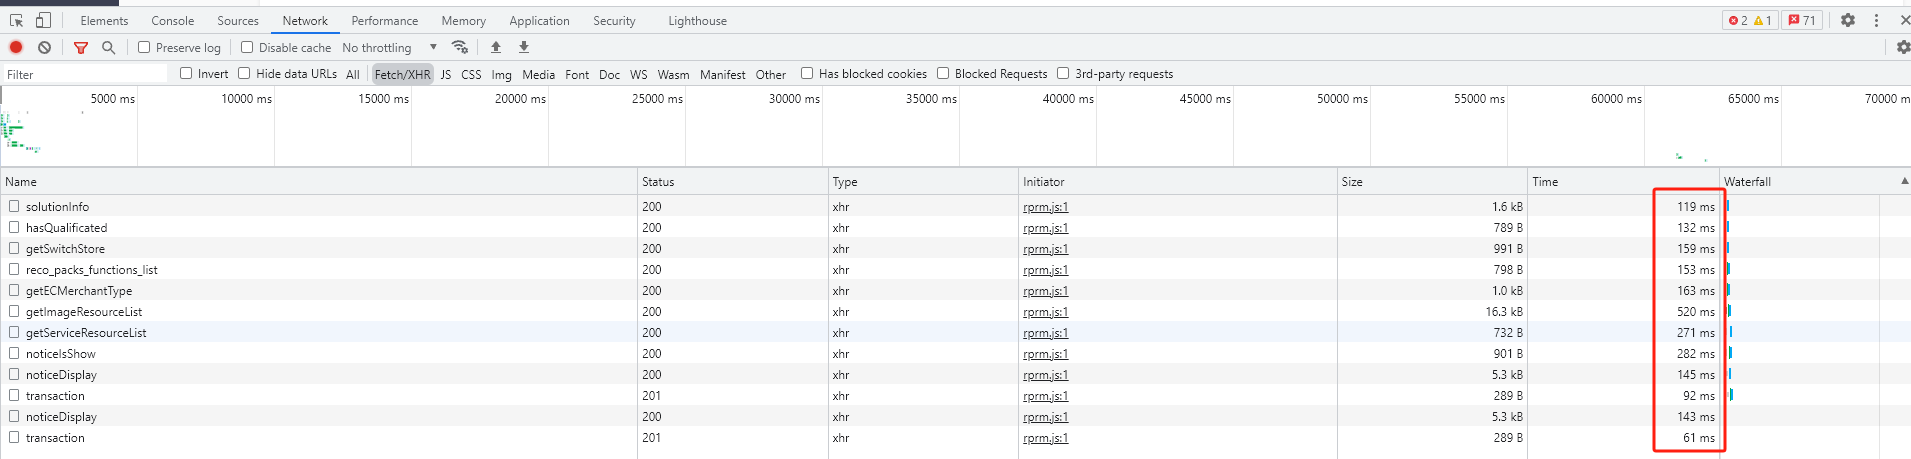 Elements Console Sources Network Performance Memory Application Security Lighthouse 2 1 71
Preserve log Disable cache No throttling
Filter Invert Hide data URLs All Fetch/XHR JS CSS Img Media Font Doc WS Wasm Manifest Other Has blocked cookies Blocked Requests 3rd-party requests
5000 ms 10000 ms 15000 ms 20000 ms 25000 ms 30000 ms 35000 ms 40000 ms 45000 ms 50000 ms 55000 ms 60000 ms 65000 ms 70000 m
Name Status Type Initiator Size Time Waterfall
solutionInfo 200 xhr rprm.js:1 1.6 kB 119 ms
hasQualificated 200 xhr rprm.js:1 789 B 132 ms
getSwitchStore 200 xhr rprm.js:1 991 B 159 ms
reco_packs_functions_list 200 xhr rprm.js:1 798 B 153 ms
getECMerchantType 200 xhr rprm.js:1 1.0 kB 163 ms
getImageResourceList 200 xhr rprm.js:1 16.3 kB 520 ms
getServiceResourceList 200 xhr rprm.js:1 732 B 271 ms
noticeIsShow 200 xhr rprm.js:1 901 B 282 ms
noticeDisplay 200 xhr rprm.js:1 5.3 kB 145 ms
transaction 201 xhr rprm.js:1 289 B 92 ms
noticeDisplay 200 xhr rprm.js:1 5.3 kB 143 ms
transaction 201 xhr rprm.js:1 289 B 61 ms